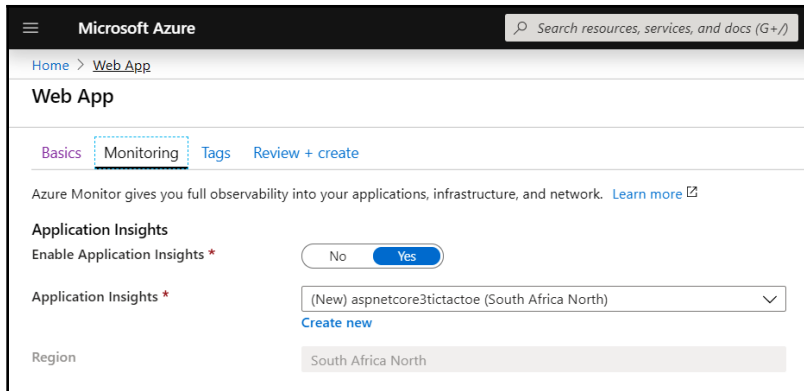 Microsoft Azure
Search resources, services, and docs (G+/)
Home > Web App
Web App
Basics Monitoring Tags Review + create
Azure Monitor gives you full observability into your applications, infrastructure, and network. Learn more
Application Insights
Enable Application Insights * No Yes
Application Insights * (New) aspnetcore3tictactoe (South Africa North)
Create new
Region South Africa North